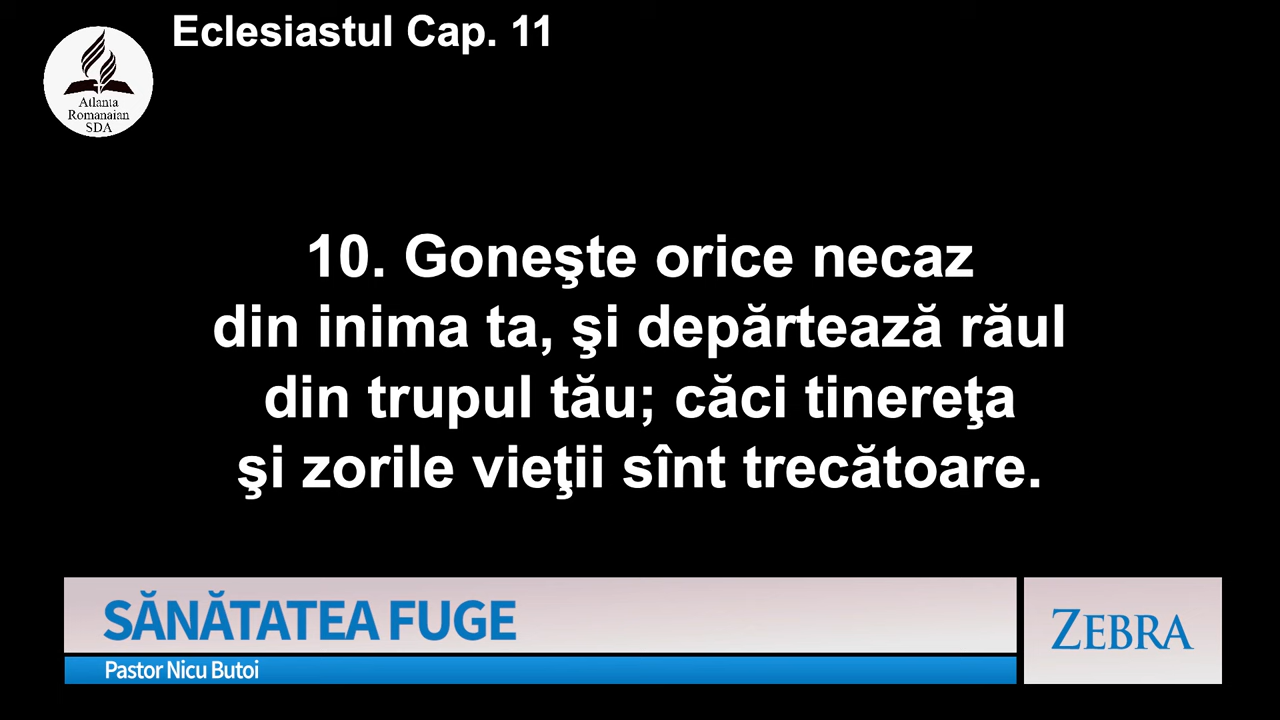 Eclesiastul Cap. 11
Atlanta
Romanaian
SDA
10. Goneşte orice necaz
din inima ta, şi depărtează răul
din trupul tău; căci tinereţa
şi zorile vieţii sînt trecătoare.
SĂNĂTATEA FUGE
Pastor Nicu Butoi
ZEBRA